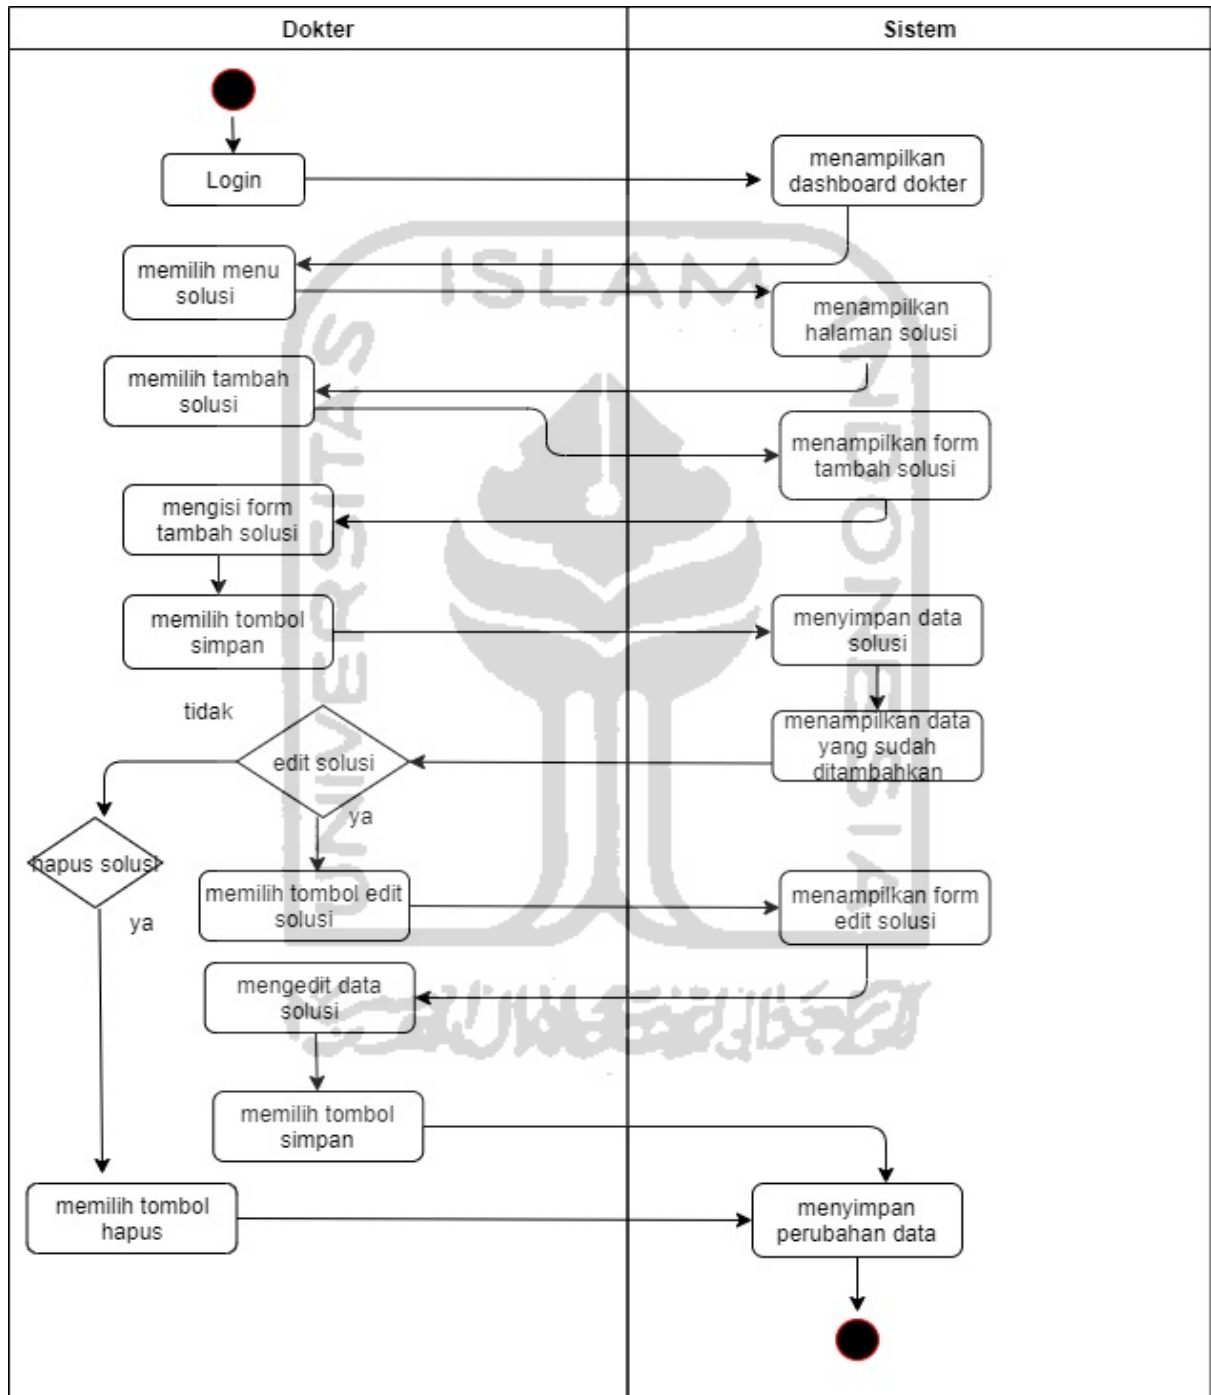 Dokter
Sistem
Login
menampilkan
dashboard dokter
memilih menu
solusi
menampilkan
halaman solusi
memilih tambah
solusi
menampilkan form
tambah solusi
mengisi form
tambah solusi
memilih tombol
simpan
menyimpan data
solusi
menampilkan data
yang sudah
ditambahkan
tidak
edit solusi
ya
hapus solusi
ya
memilih tombol edit
solusi
menampilkan form
edit solusi
mengedit data
solusi
memilih tombol
simpan
memilih tombol
hapus
menyimpan
perubahan data
UNIVERSITAS
ISLAM
INDONESIA